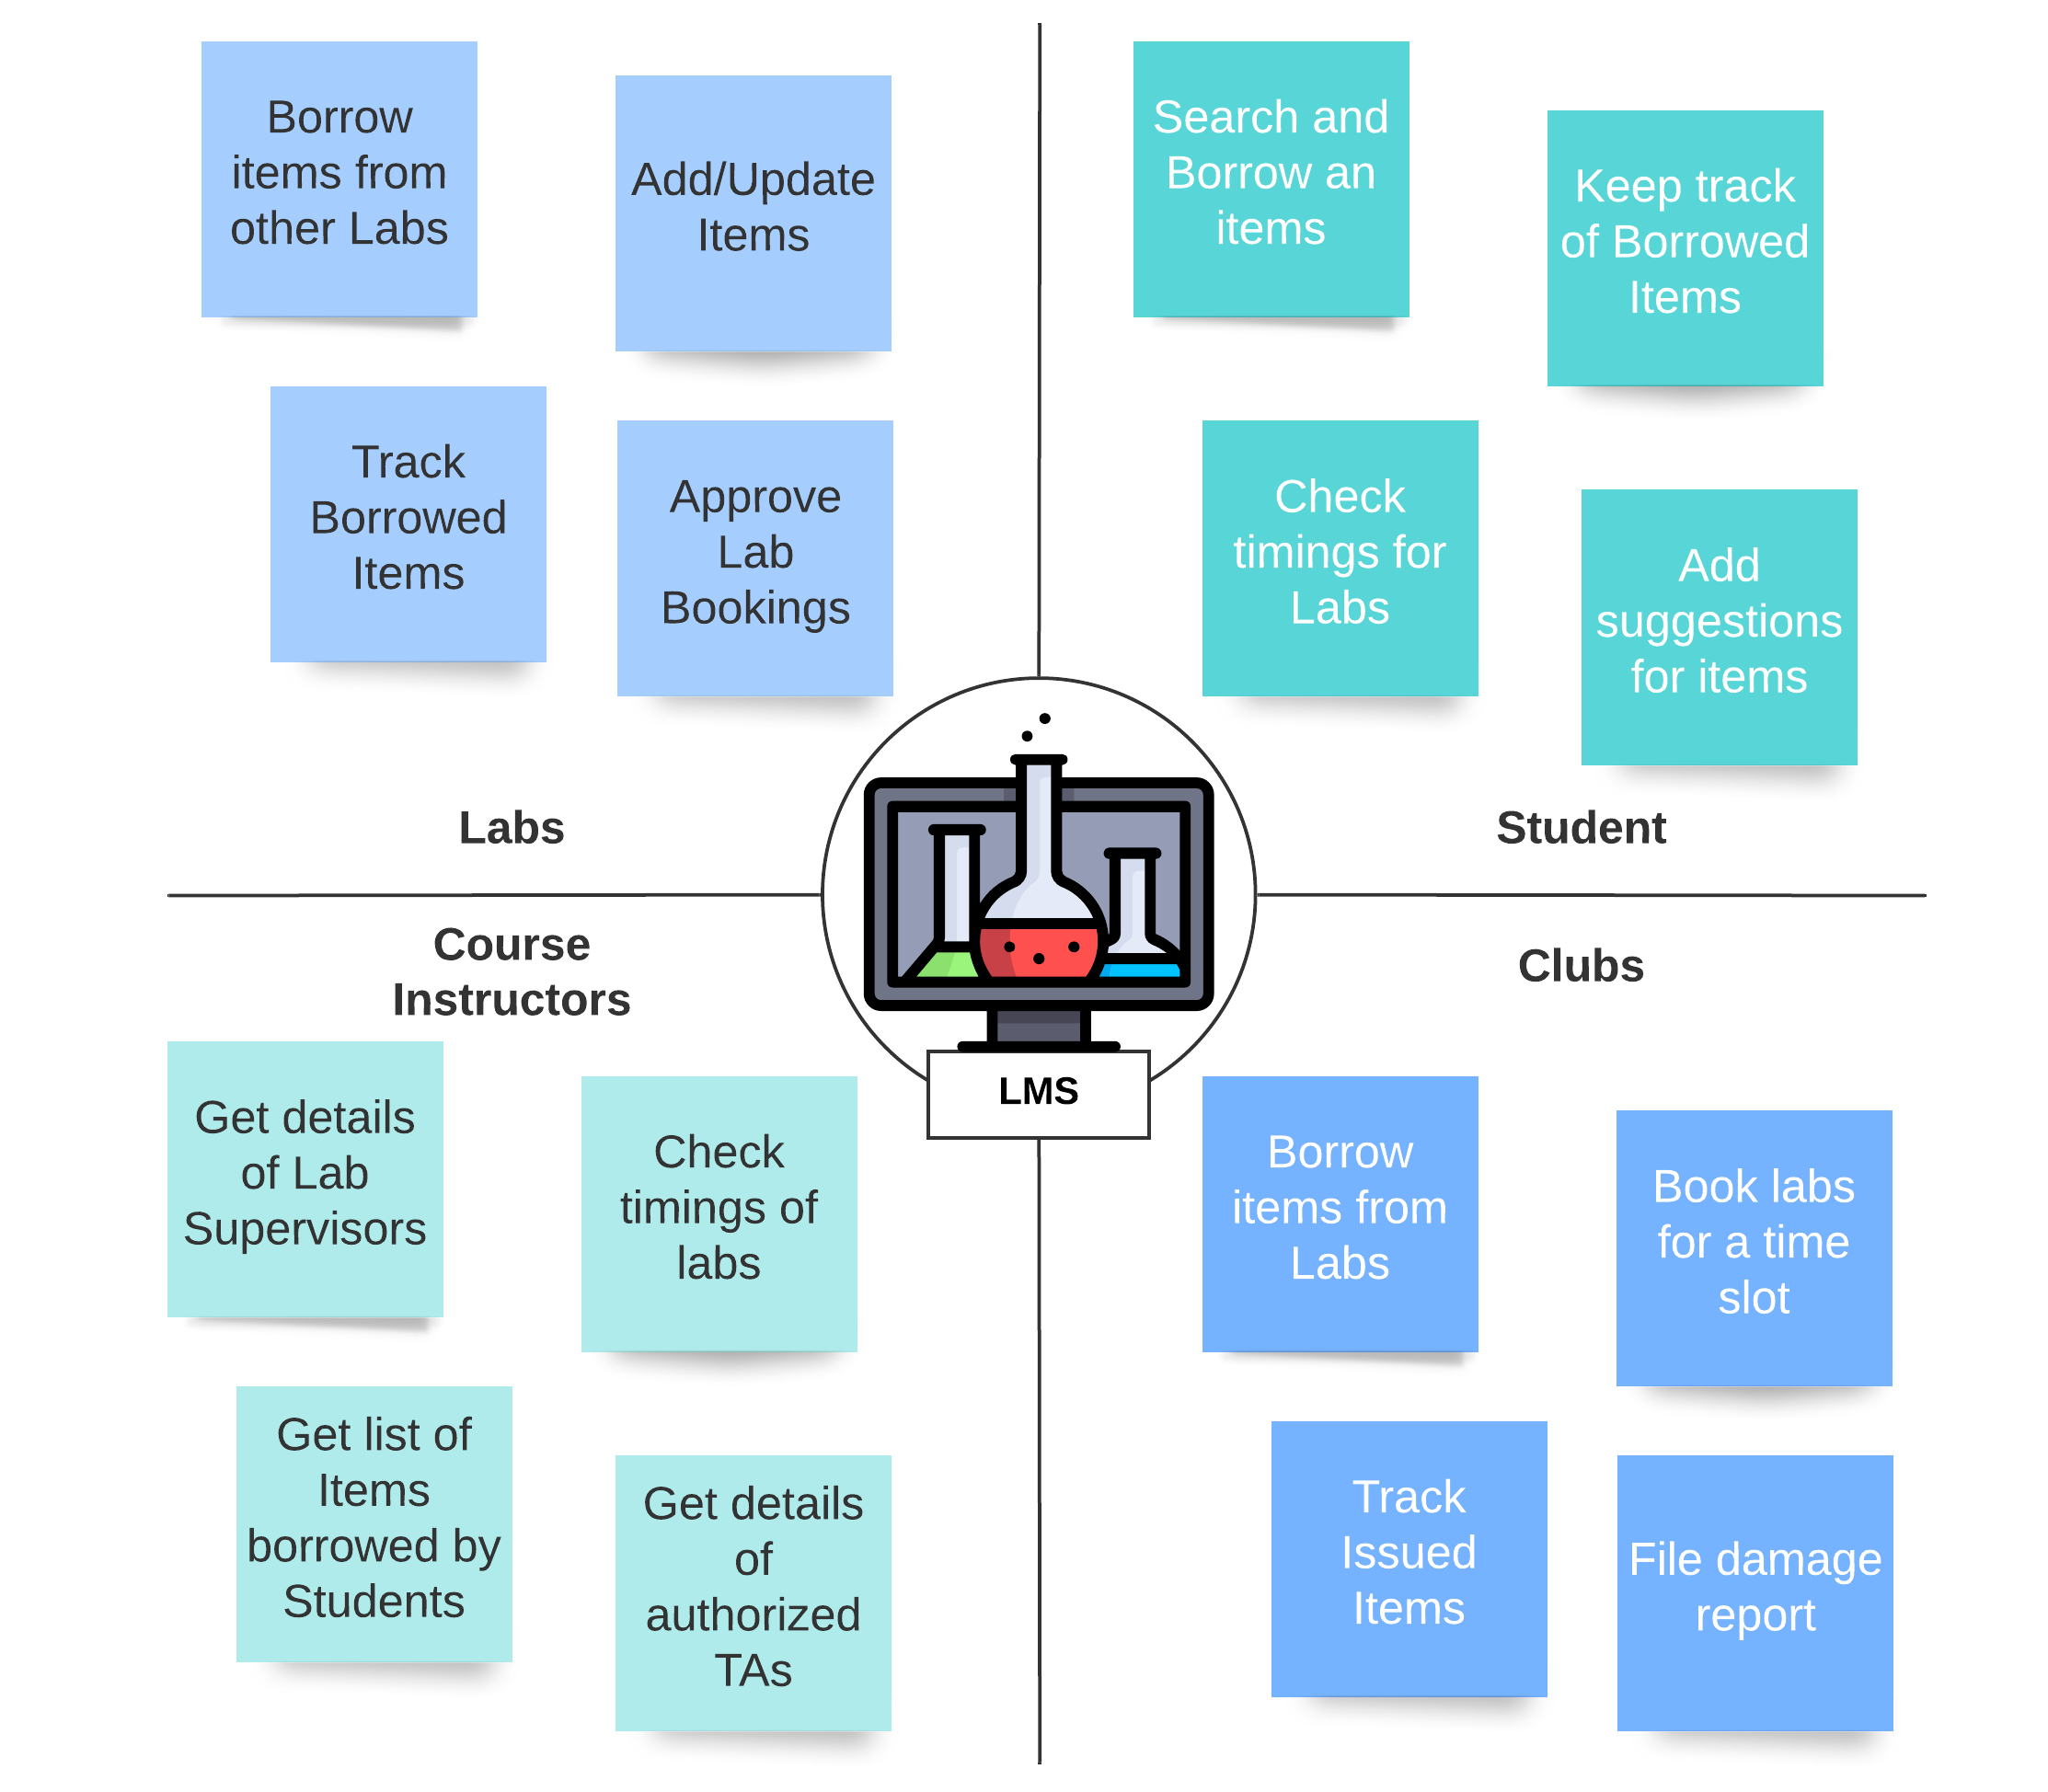 Borrow
items from
other Labs
Add/Update
Items
Track
Borrowed
Items
Approve
Lab
Bookings
Labs
Search and
Borrow an
items
Keep track
of Borrowed
Items
Check
timings for
Labs
Add
suggestions
for items
Student
LMS
Course
Instructors
Get details
of Lab
Supervisors
Check
timings of
labs
Get list of
Items
borrowed by
Students
Get details
of
authorized
TAs
Clubs
Borrow
items from
Labs
Book labs
for a time
slot
Track
Issued
Items
File damage
report